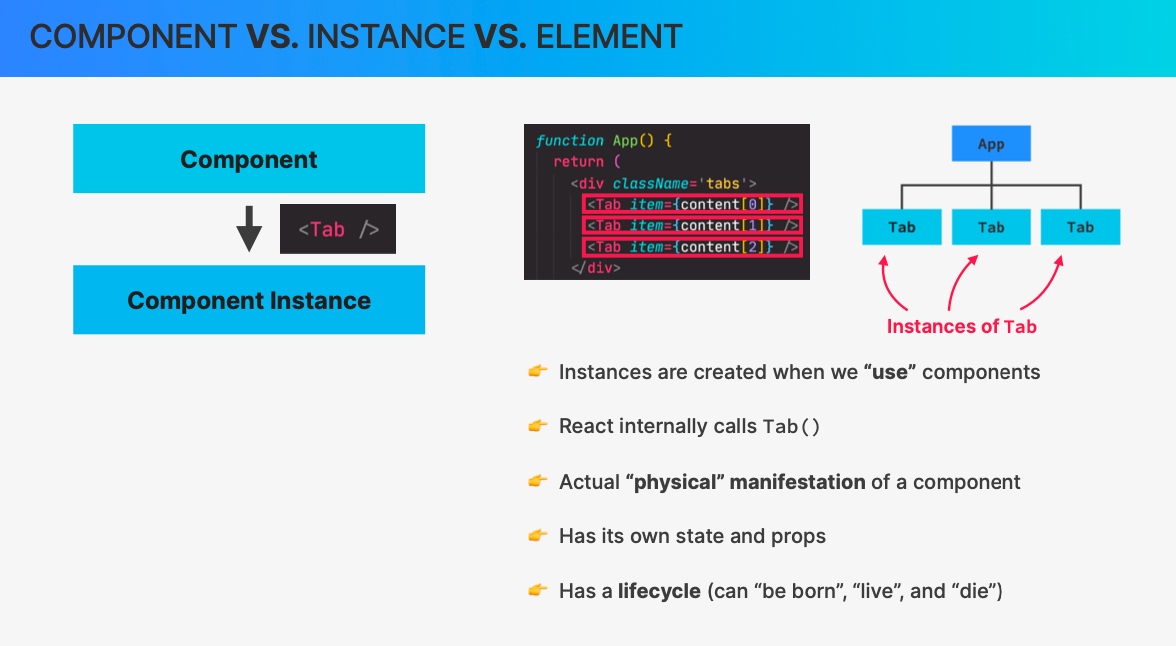 COMPONENT VS. INSTANCE VS. ELEMENT
Component
<Tab />
Component Instance
function App() {
return (
<div className='tabs'>
<Tab item={content[0]} />
<Tab item={content[1]} />
<Tab item={content[2]} />
</div>
App
Tab Tab Tab
Instances of Tab
👉 Instances are created when we “use” components
👉 React internally calls Tab()
👉 Actual “physical” manifestation of a component
👉 Has its own state and props
👉 Has a lifecycle (can “be born”, “live”, and “die”)